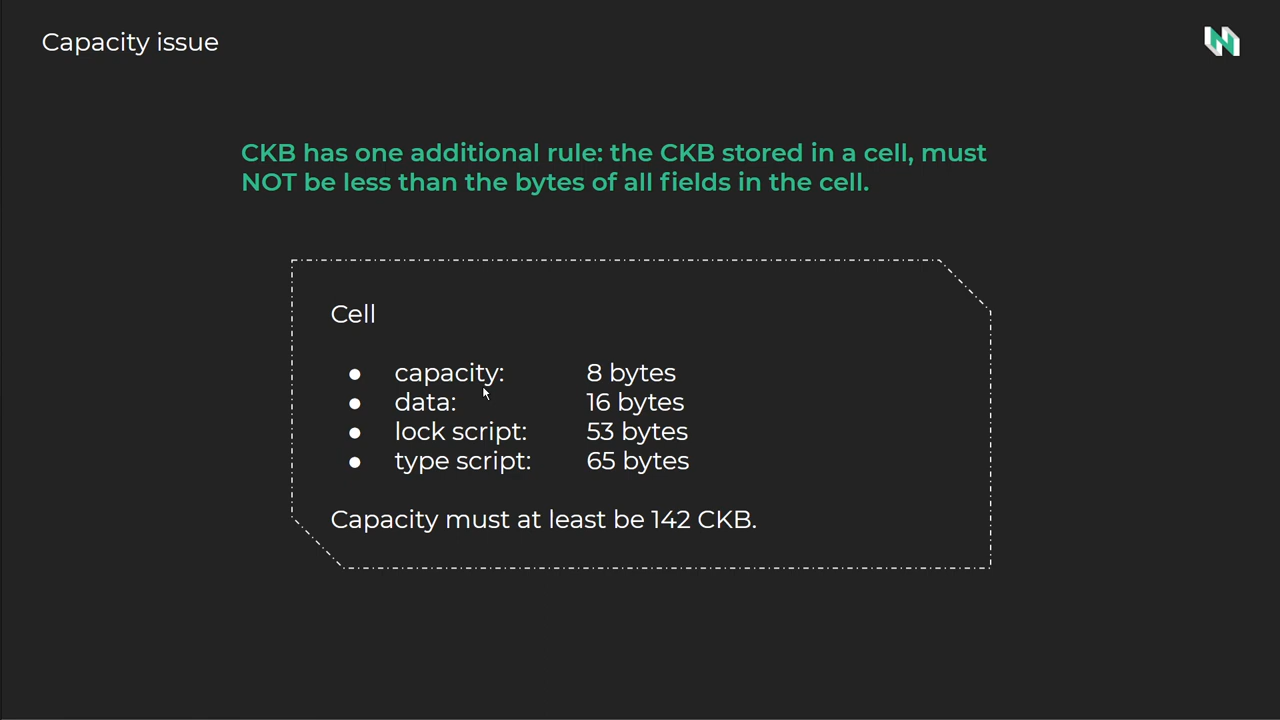 Capacity issue
CKB has one additional rule: the CKB stored in a cell, must
NOT be less than the bytes of all fields in the cell.
Cell
● capacity: 8 bytes
● data: 16 bytes
● lock script: 53 bytes
● type script: 65 bytes
Capacity must at least be 142 CKB.